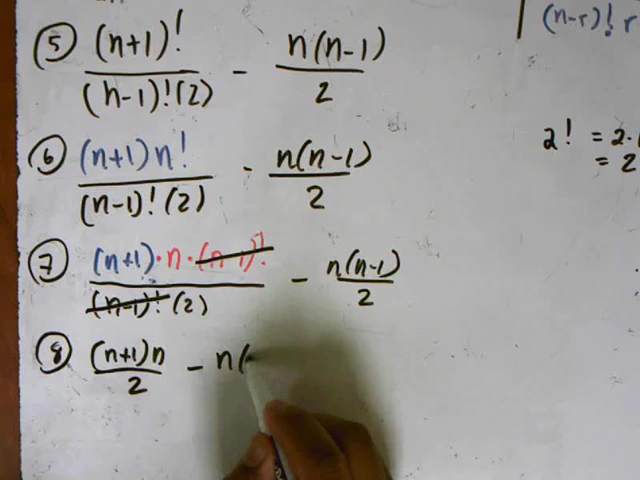 (n-r)! r
⑤ (n+1)! / (n-1)!(2) - n(n-1) / 2
2! = 2·1
= 2
⑥ (n+1)n! / (n-1)!(2) - n(n-1) / 2
⑦ (n+1)·n·(n-1)! / (n-1)!(2) - n(n-1) / 2
⑧ (n+1)n / 2 - n(